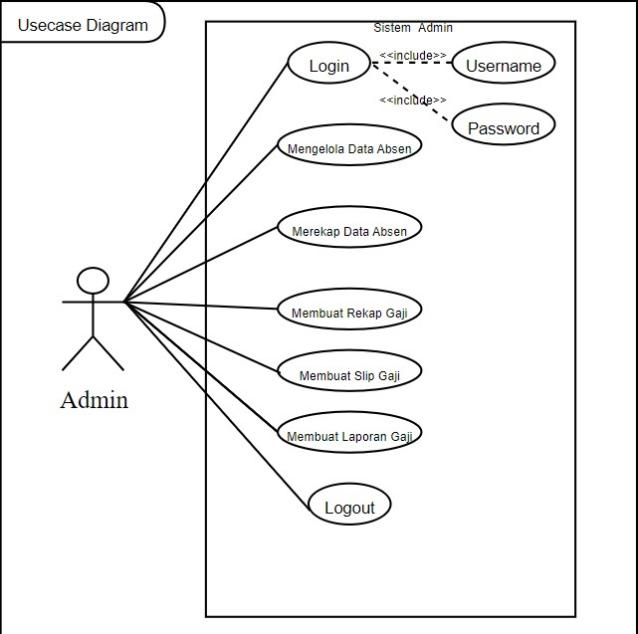 Usecase Diagram
Sistem Admin
Login
<<include>>
Username
<<include>>
Password
Mengelola Data Absen
Merekap Data Absen
Membuat Rekap Gaji
Membuat Slip Gaji
Admin
Membuat Laporan Gaji
Logout